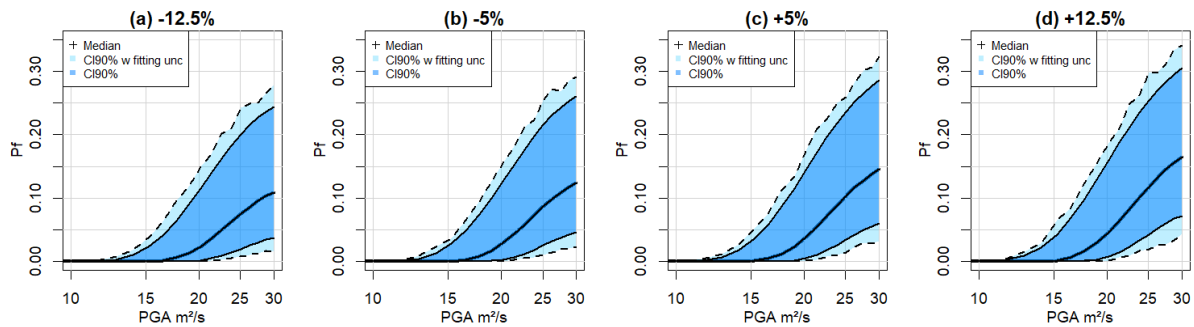 (a) -12.5%
+ Median
CI90% w fitting unc
CI90%
Pf
0.00
0.10
0.20
0.30
10
15
20
25
30
PGA m²/s
(b) -5%
+ Median
CI90% w fitting unc
CI90%
Pf
0.00
0.10
0.20
0.30
10
15
20
25
30
PGA m²/s
(c) +5%
+ Median
CI90% w fitting unc
CI90%
Pf
0.00
0.10
0.20
0.30
10
15
20
25
30
PGA m²/s
(d) +12.5%
+ Median
CI90% w fitting unc
CI90%
Pf
0.00
0.10
0.20
0.30
10
15
20
25
30
PGA m²/s